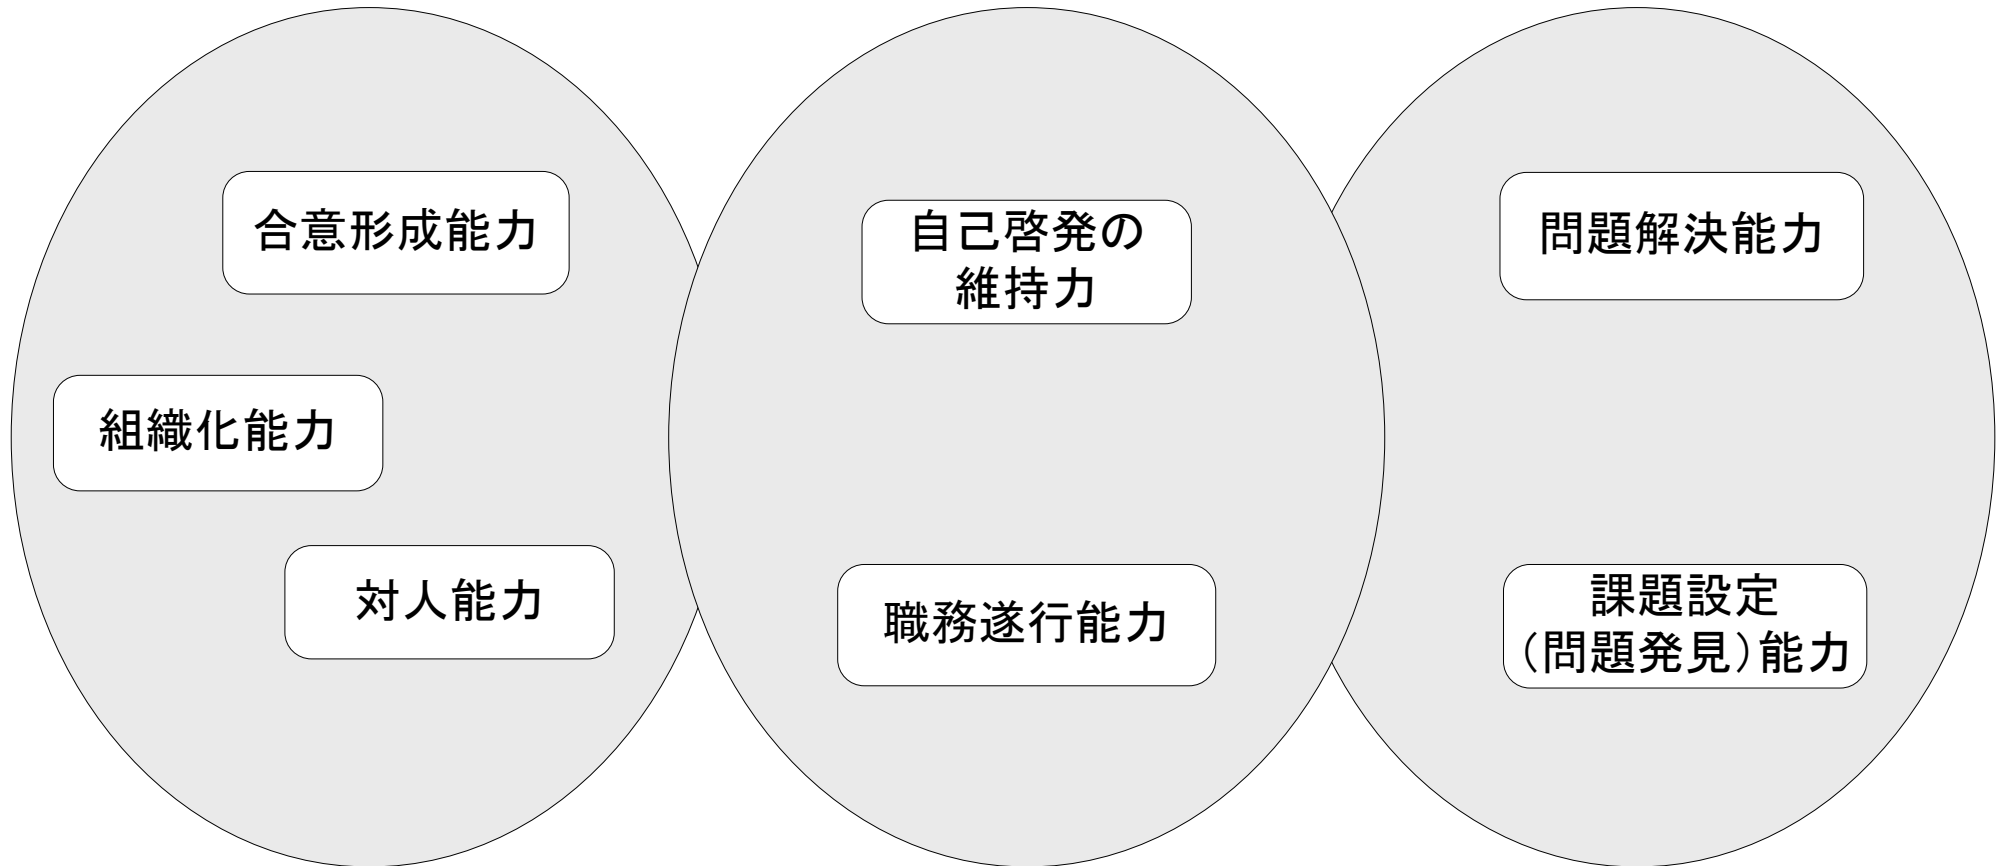 合意形成能力
組織化能力
対人能力
自己啓発の
維持力
職務遂行能力
問題解決能力
課題設定
（問題発見）能力